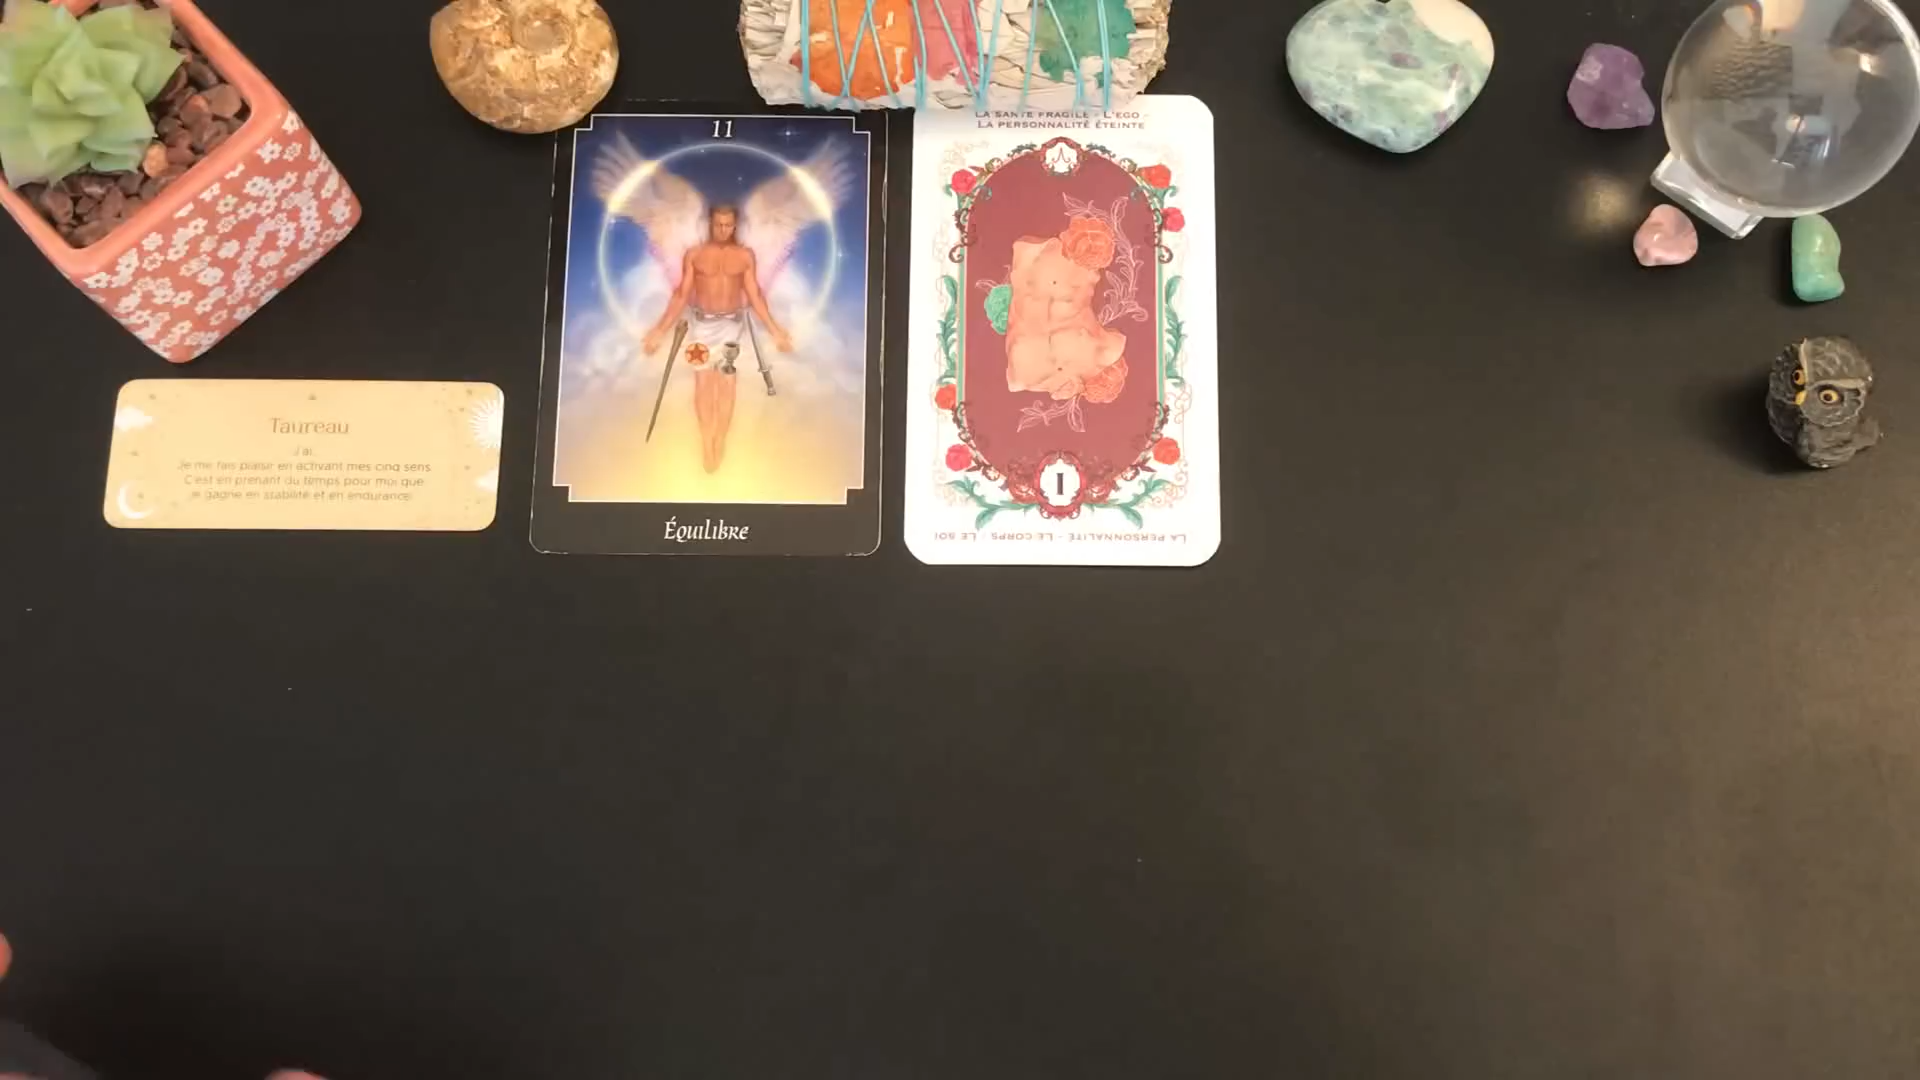 Taureau
J'ai.
Je me fais plaisir en activant mes cinq sens.
C'est en prenant du temps pour moi que
je gagne en stabilité et en endurance.
11
Équilibre
LA SANTÉ FRAGILE - L'EGO -
LA PERSONNALITÉ ÉTEINTE
I
LA PERSONNALITÉ - LE CORPS - LE SOI